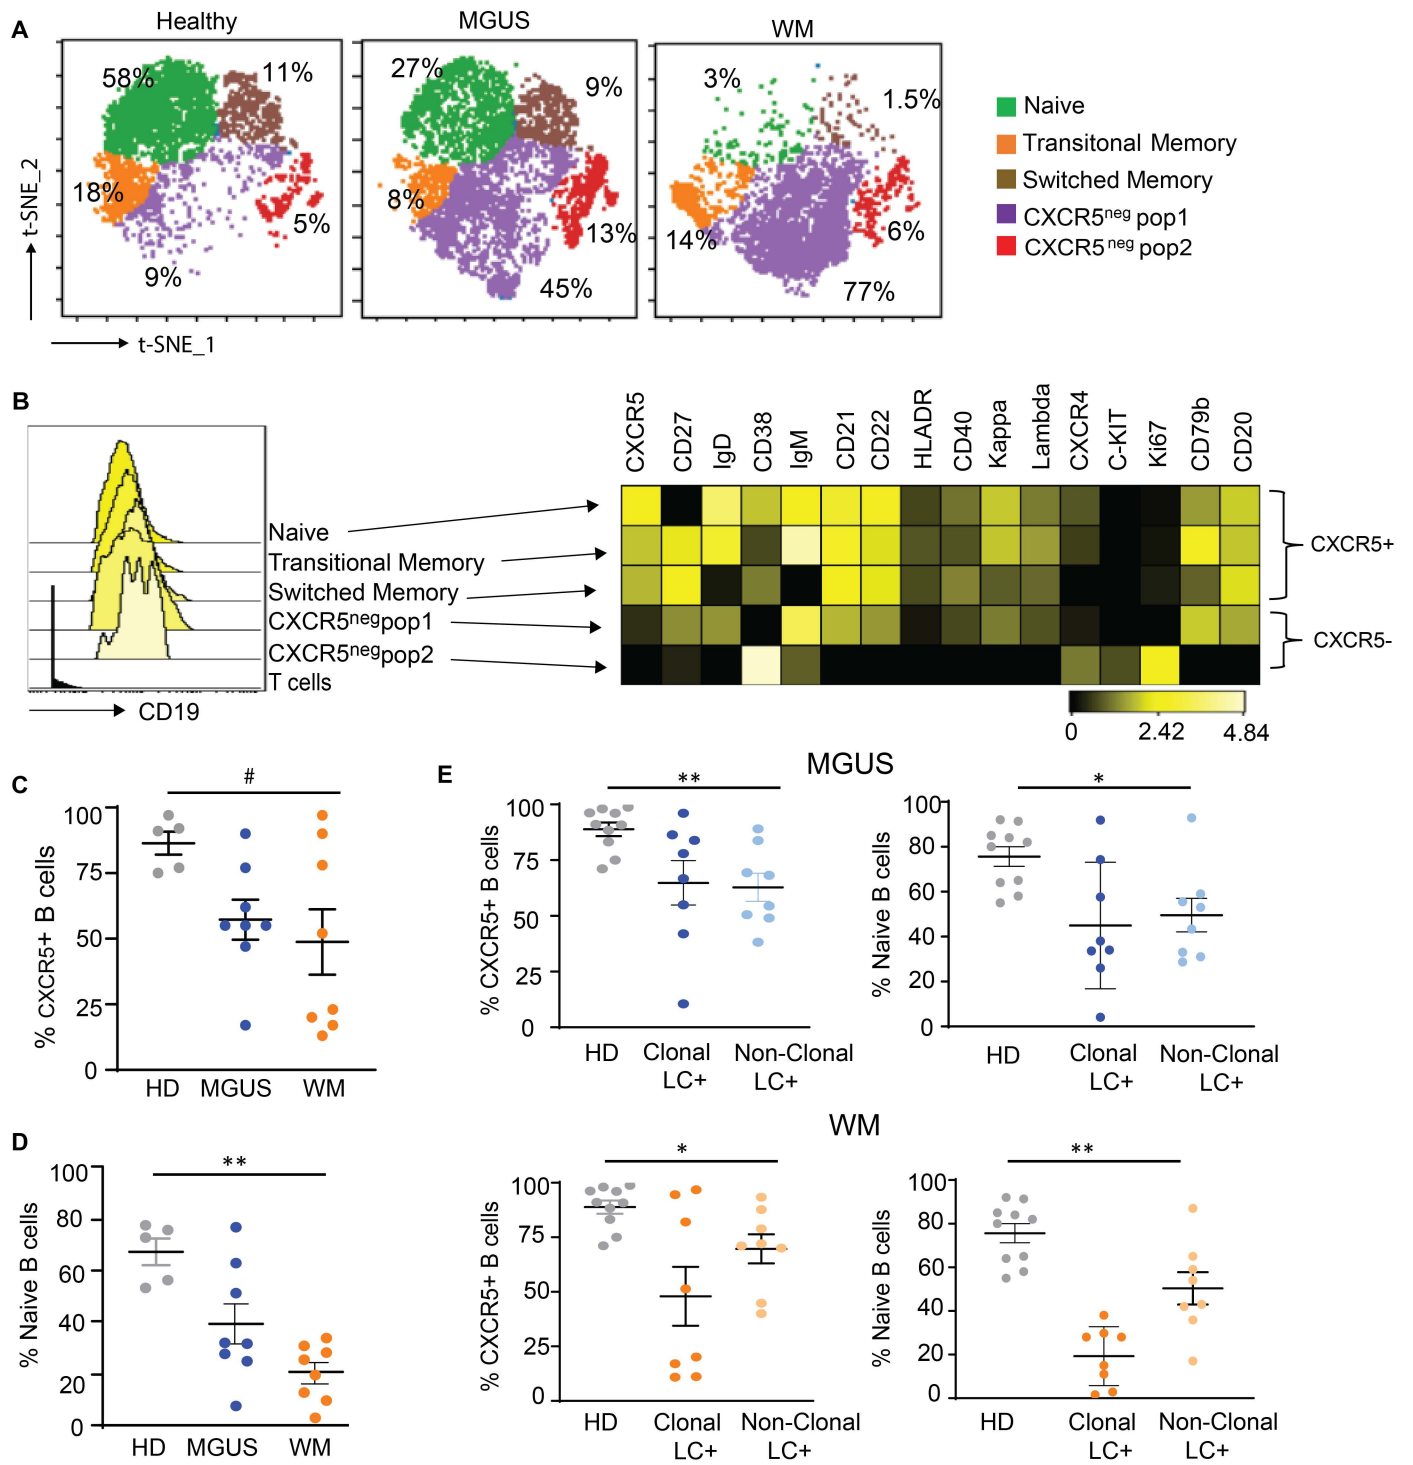 A
Healthy
MGUS
WM
58%
11%
18%
5%
9%
27%
9%
8%
13%
45%
3%
1.5%
14%
6%
77%
t-SNE_2
t-SNE_1
Naive
Transitonal Memory
Switched Memory
CXCR5neg pop1
CXCR5neg pop2
B
Naive
Transitional Memory
Switched Memory
CXCR5negpop1
CXCR5negpop2
T cells
CD19
CXCR5
CD27
IgD
CD38
IgM
CD21
CD22
HLADR
CD40
Kappa
Lambda
CXCR4
C-KIT
Ki67
CD79b
CD20
CXCR5+
CXCR5-
0 2.42 4.84
C
#
% CXCR5+ B cells
100
75
50
25
0
HD MGUS WM
D
**
% Naive B cells
100
80
60
40
20
0
HD MGUS WM
E
MGUS
**
% CXCR5+ B cells
100
75
50
25
0
HD Clonal Non-Clonal
LC+ LC+
*
% Naive B cells
100
80
60
40
20
0
HD Clonal Non-Clonal
LC+ LC+
WM
*
% CXCR5+ B cells
100
75
50
25
0
HD Clonal Non-Clonal
LC+ LC+
**
% Naive B cells
100
80
60
40
20
0
HD Clonal Non-Clonal
LC+ LC+